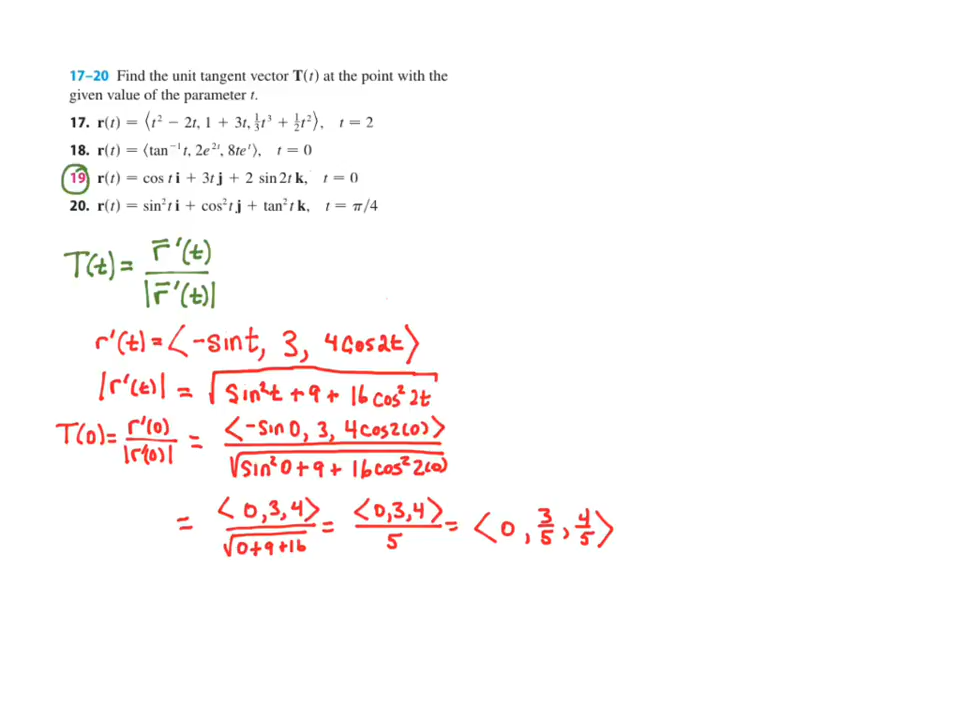 17–20 Find the unit tangent vector T(t) at the point with the
given value of the parameter t.
17. r(t) = ⟨t² − 2t, 1 + 3t, ⅓t³ + ½t²⟩, t = 2
18. r(t) = ⟨tan⁻¹t, 2e²ᵗ, 8teᵗ⟩, t = 0
19 r(t) = cos t i + 3t j + 2 sin 2t k, t = 0
20. r(t) = sin²t i + cos²t j + tan²t k, t = π/4
T(t) = r̄'(t) / |r̄'(t)|
r'(t) = ⟨-sint, 3, 4cos2t⟩
|r'(t)| = √(sin²t + 9 + 16cos²2t)
T(0) = r'(0) / |r'(0)| = ⟨-sin0, 3, 4cos2(0)⟩ / √(sin²0 + 9 + 16cos²2(0))
= ⟨0,3,4⟩ / √(0+9+16) = ⟨0,3,4⟩ / 5 = ⟨0, 3/5, 4/5⟩